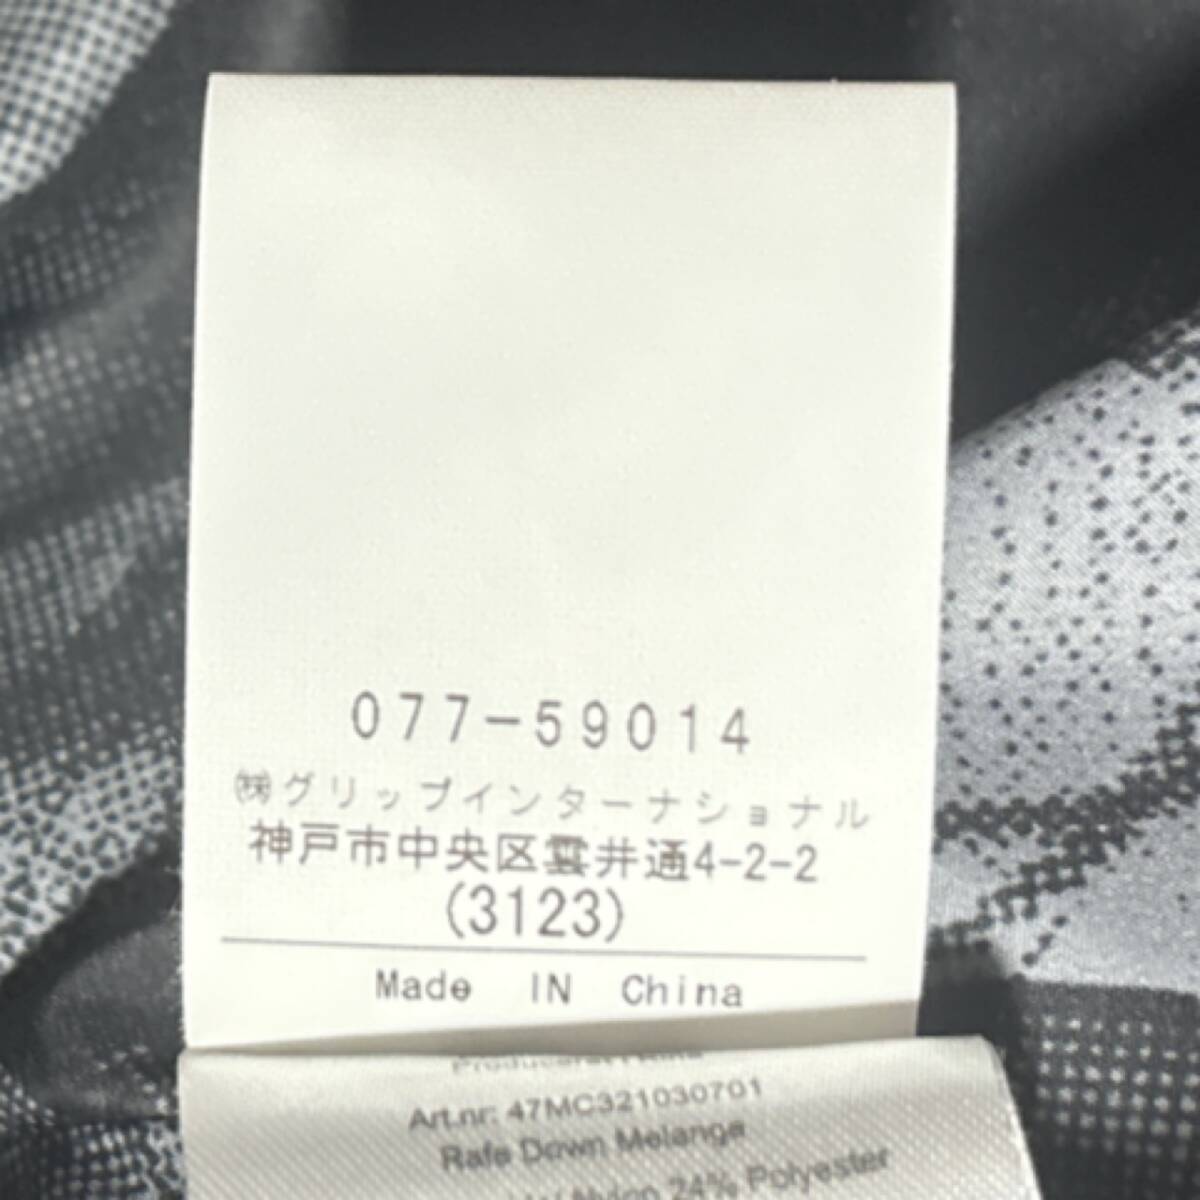 077-59014
㈱グリップインターナショナル
神戸市中央区雲井通4-2-2
(3123)
Made IN China
Art.nr: 47MC321030701
Rafe Down Melange
Nylon 24% Polyester